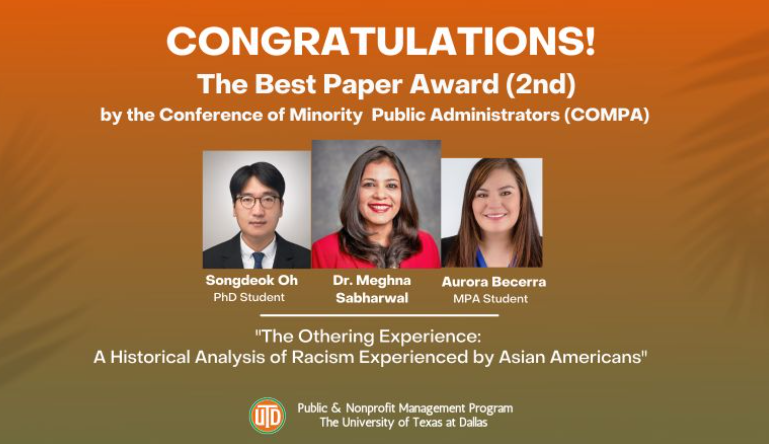 CONGRATULATIONS!
The Best Paper Award (2nd)
by the Conference of Minority Public Administrators (COMPA)
Songdeok Oh
PhD Student
Dr. Meghna
Sabharwal
Aurora Becerra
MPA Student
"The Othering Experience:
A Historical Analysis of Racism Experienced by Asian Americans"
UTD
Public & Nonprofit Management Program
The University of Texas at Dallas